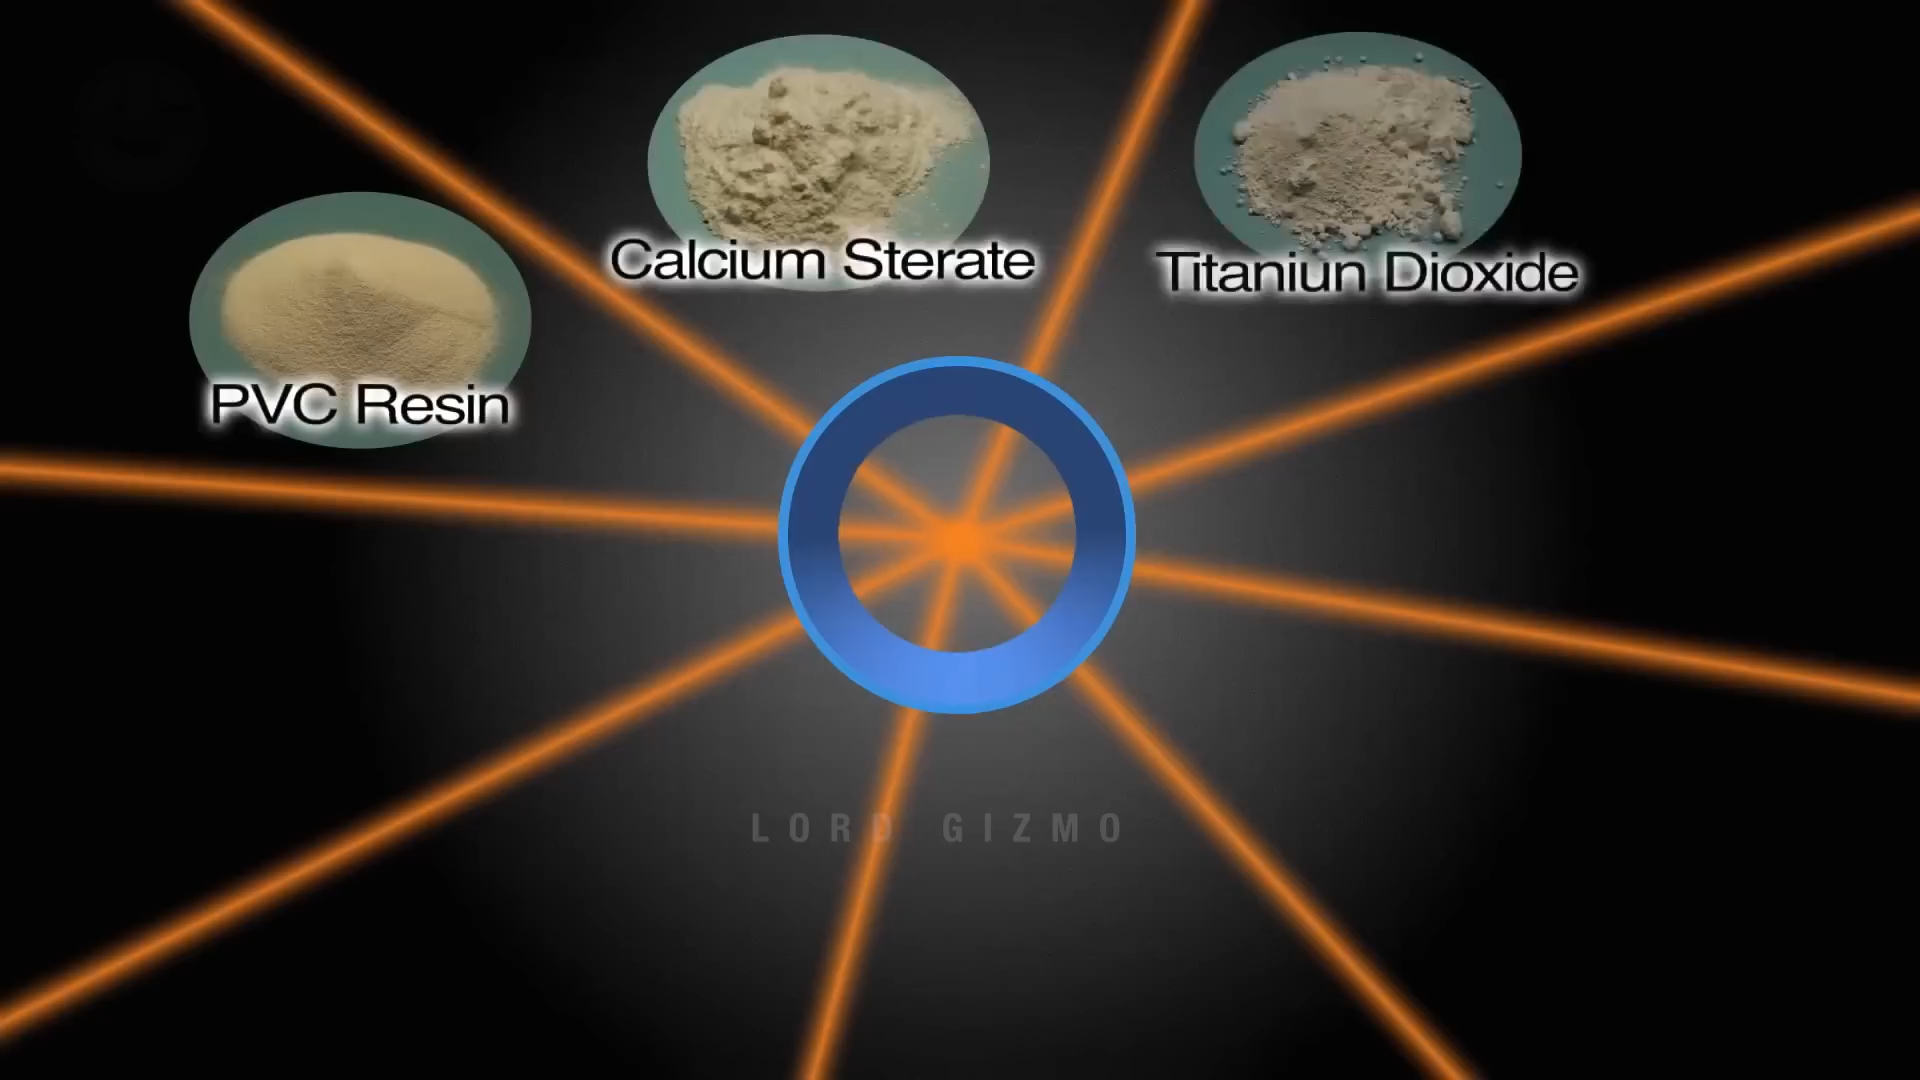 Calcium Sterate
Titaniun Dioxide
PVC Resin
LORD GIZMO